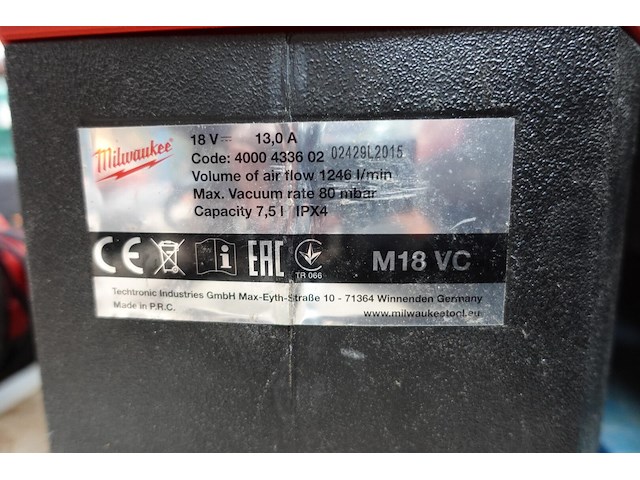 Milwaukee
18 V⎓ 13,0 A
Code: 4000 4336 02 02429L2015
Volume of air flow 1246 l/min
Max. Vacuum rate 80 mbar
Capacity 7,5 l IPX4
CE EAC TR 066 M18 VC
Techtronic Industries GmbH Max-Eyth-Straße 10 - 71364 Winnenden Germany
Made in P.R.C. www.milwaukeetool.eu